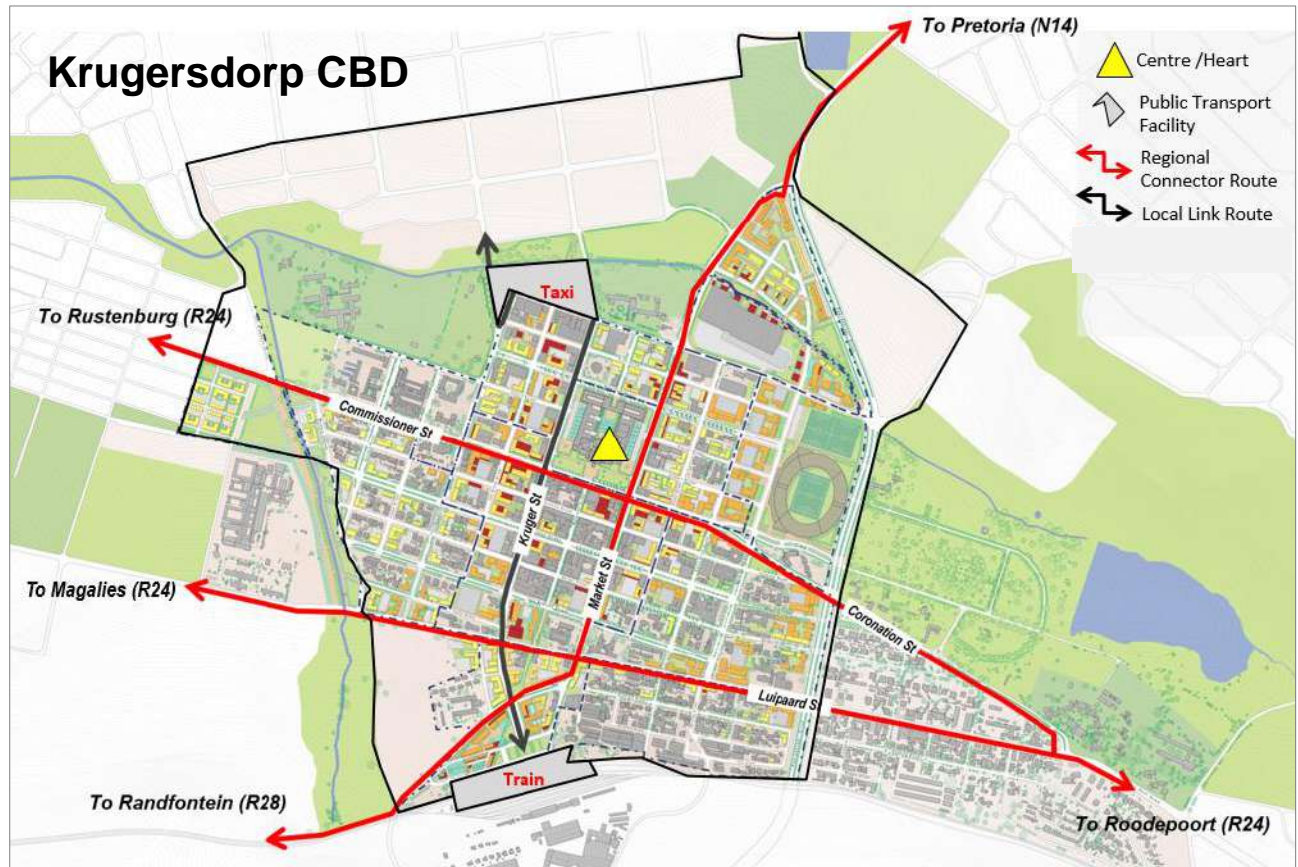 Krugersdorp CBD
To Pretoria (N14)
Centre /Heart
Public Transport
Facility
Regional
Connector Route
Local Link Route
Taxi
To Rustenburg (R24)
Commissioner St
Kruger St
Market St
To Magalies (R24)
Coronation St
Luipaard S
Train
To Randfontein (R28)
To Roodepoort (R24)